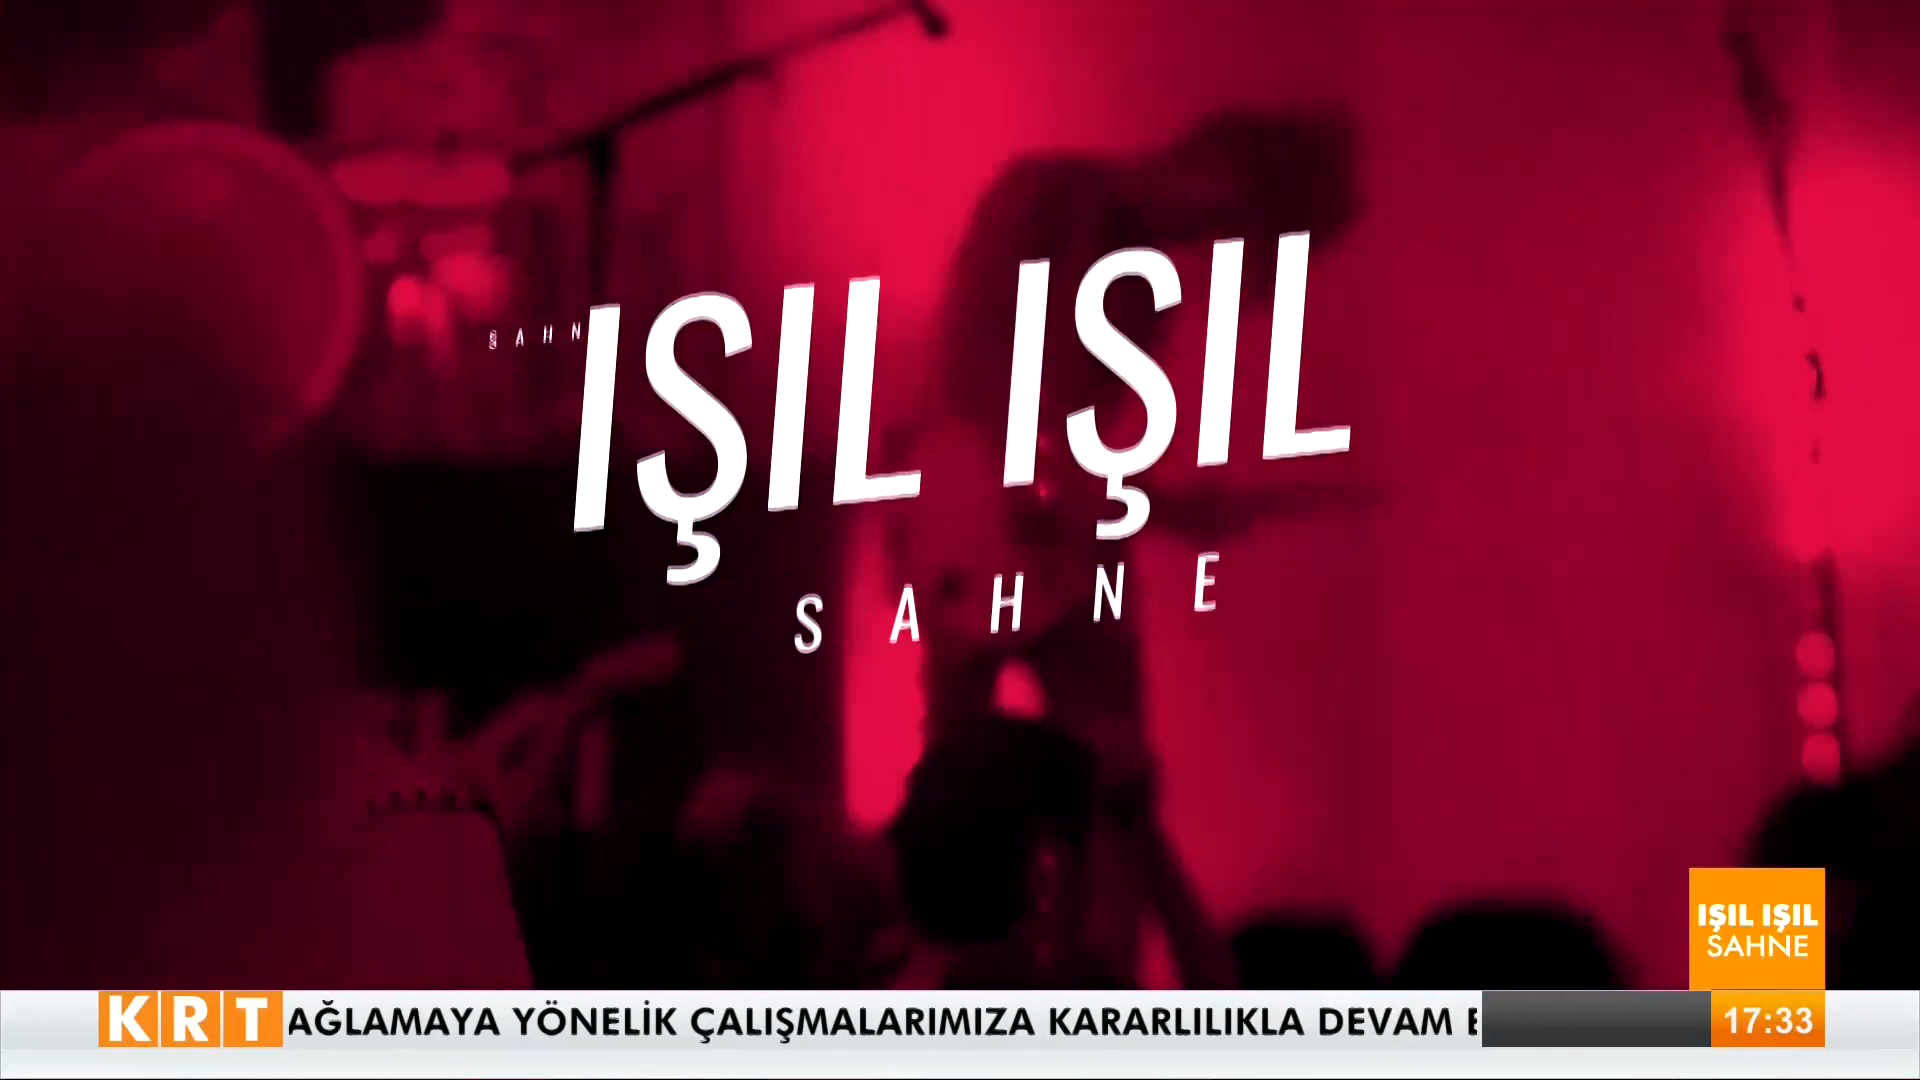 SAHN
IŞIL IŞIL
SAHNE
IŞIL IŞIL
SAHNE
KRT AĞLAMAYA YÖNELİK ÇALIŞMALARIMIZA KARARLILIKLA DEVAM E 17:33